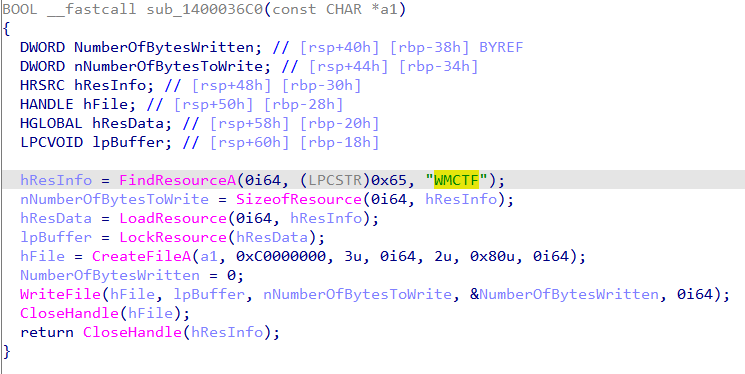 BOOL __fastcall sub_1400036C0(const CHAR *a1)
{
  DWORD NumberOfBytesWritten; // [rsp+40h] [rbp-38h] BYREF
  DWORD nNumberOfBytesToWrite; // [rsp+44h] [rbp-34h]
  HRSRC hResInfo; // [rsp+48h] [rbp-30h]
  HANDLE hFile; // [rsp+50h] [rbp-28h]
  HGLOBAL hResData; // [rsp+58h] [rbp-20h]
  LPCVOID lpBuffer; // [rsp+60h] [rbp-18h]

  hResInfo = FindResourceA(0i64, (LPCSTR)0x65, "WMCTF");
  nNumberOfBytesToWrite = SizeofResource(0i64, hResInfo);
  hResData = LoadResource(0i64, hResInfo);
  lpBuffer = LockResource(hResData);
  hFile = CreateFileA(a1, 0xC0000000, 3u, 0i64, 2u, 0x80u, 0i64);
  NumberOfBytesWritten = 0;
  WriteFile(hFile, lpBuffer, nNumberOfBytesToWrite, &NumberOfBytesWritten, 0i64);
  CloseHandle(hFile);
  return CloseHandle(hResInfo);
}